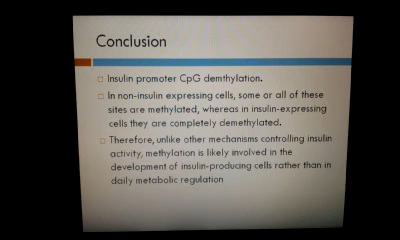 Conclusion
Insulin promoter CpG demthylation.
In non-insulin expressing cells, some or all of these
sites are methylated, whereas in insulin-expressing
cells they are completely demethylated.
Therefore, unlike other mechanisms controlling insulin
activity, methylation is likely involved in the
development of insulin-producing cells rather than in
daily metabolic regulation